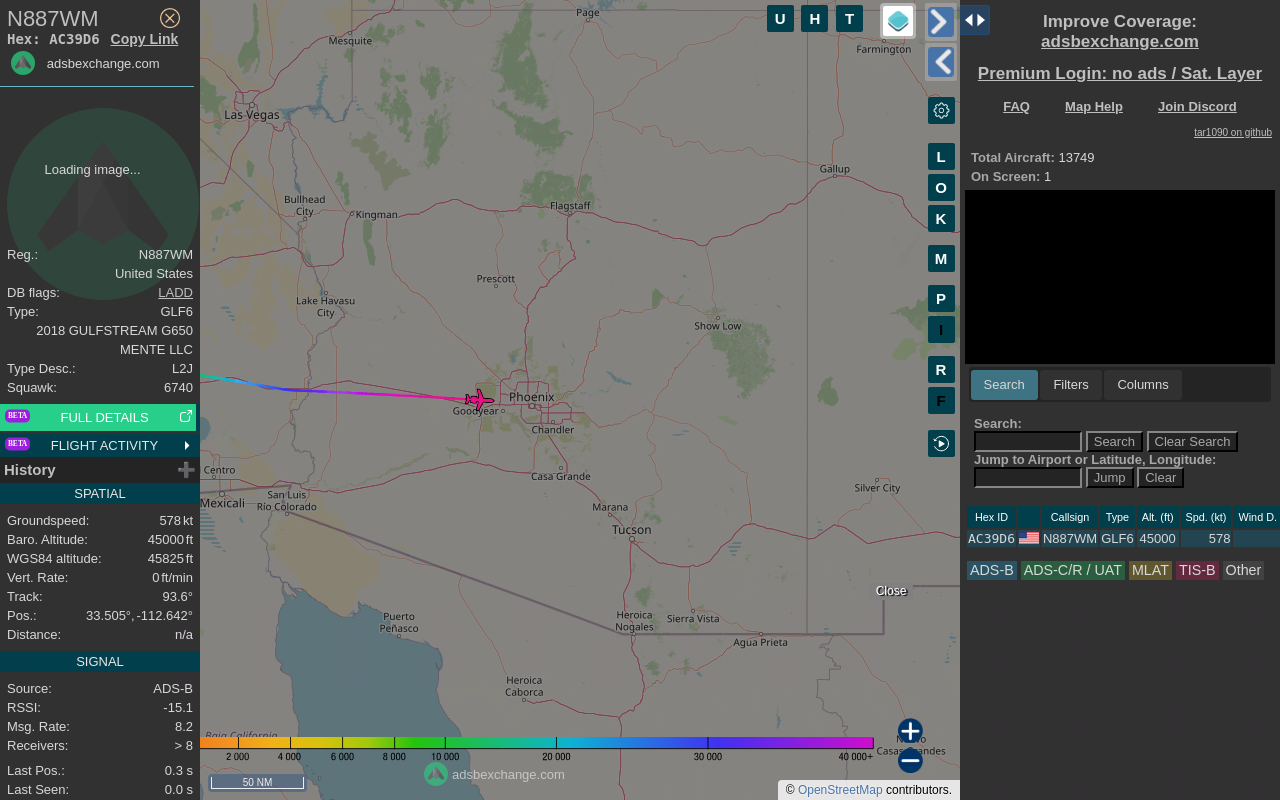 N887WM
Hex: AC39D6 Copy Link
adsbexchange.com
Loading image...
Reg.: N887WM
United States
DB flags: LADD
Type: GLF6
2018 GULFSTREAM G650
MENTE LLC
Type Desc.: L2J
Squawk: 6740
BETA FULL DETAILS
BETA FLIGHT ACTIVITY
History
SPATIAL
Groundspeed: 578 kt
Baro. Altitude: 45000 ft
WGS84 altitude: 45825 ft
Vert. Rate: 0 ft/min
Track: 93.6°
Pos.: 33.505°, -112.642°
Distance: n/a
SIGNAL
Source: ADS-B
RSSI: -15.1
Msg. Rate: 8.2
Receivers: > 8
Last Pos.: 0.3 s
Last Seen: 0.0 s
Page
Mesquite
Farmington
Las Vegas
Gallup
Bullhead
City
Kingman
Flagstaff
Prescott
Lake Havasu
City
Show Low
Phoenix
Goodyear
Chandler
Centro
Casa Grande
Mexicali
San Luis
Río Colorado
Marana
Silver City
Tucson
Puerto
Peñasco
Heroica
Nogales
Sierra Vista
Agua Prieta
Heroica
Caborca
Baja California
Casas Grandes
U H T
L
O
K
M
P
I
R
F
Close
2 000 4 000 6 000 8 000 10 000 20 000 30 000 40 000+
50 NM
adsbexchange.com
© OpenStreetMap contributors.
Improve Coverage:
adsbexchange.com
Premium Login: no ads / Sat. Layer
FAQ Map Help Join Discord
tar1090 on github
Total Aircraft: 13749
On Screen: 1
Search Filters Columns
Search:
Search Clear Search
Jump to Airport or Latitude, Longitude:
Jump Clear
Hex ID Callsign Type Alt. (ft) Spd. (kt) Wind D.
AC39D6 N887WM GLF6 45000 578
ADS-B ADS-C/R / UAT MLAT TIS-B Other